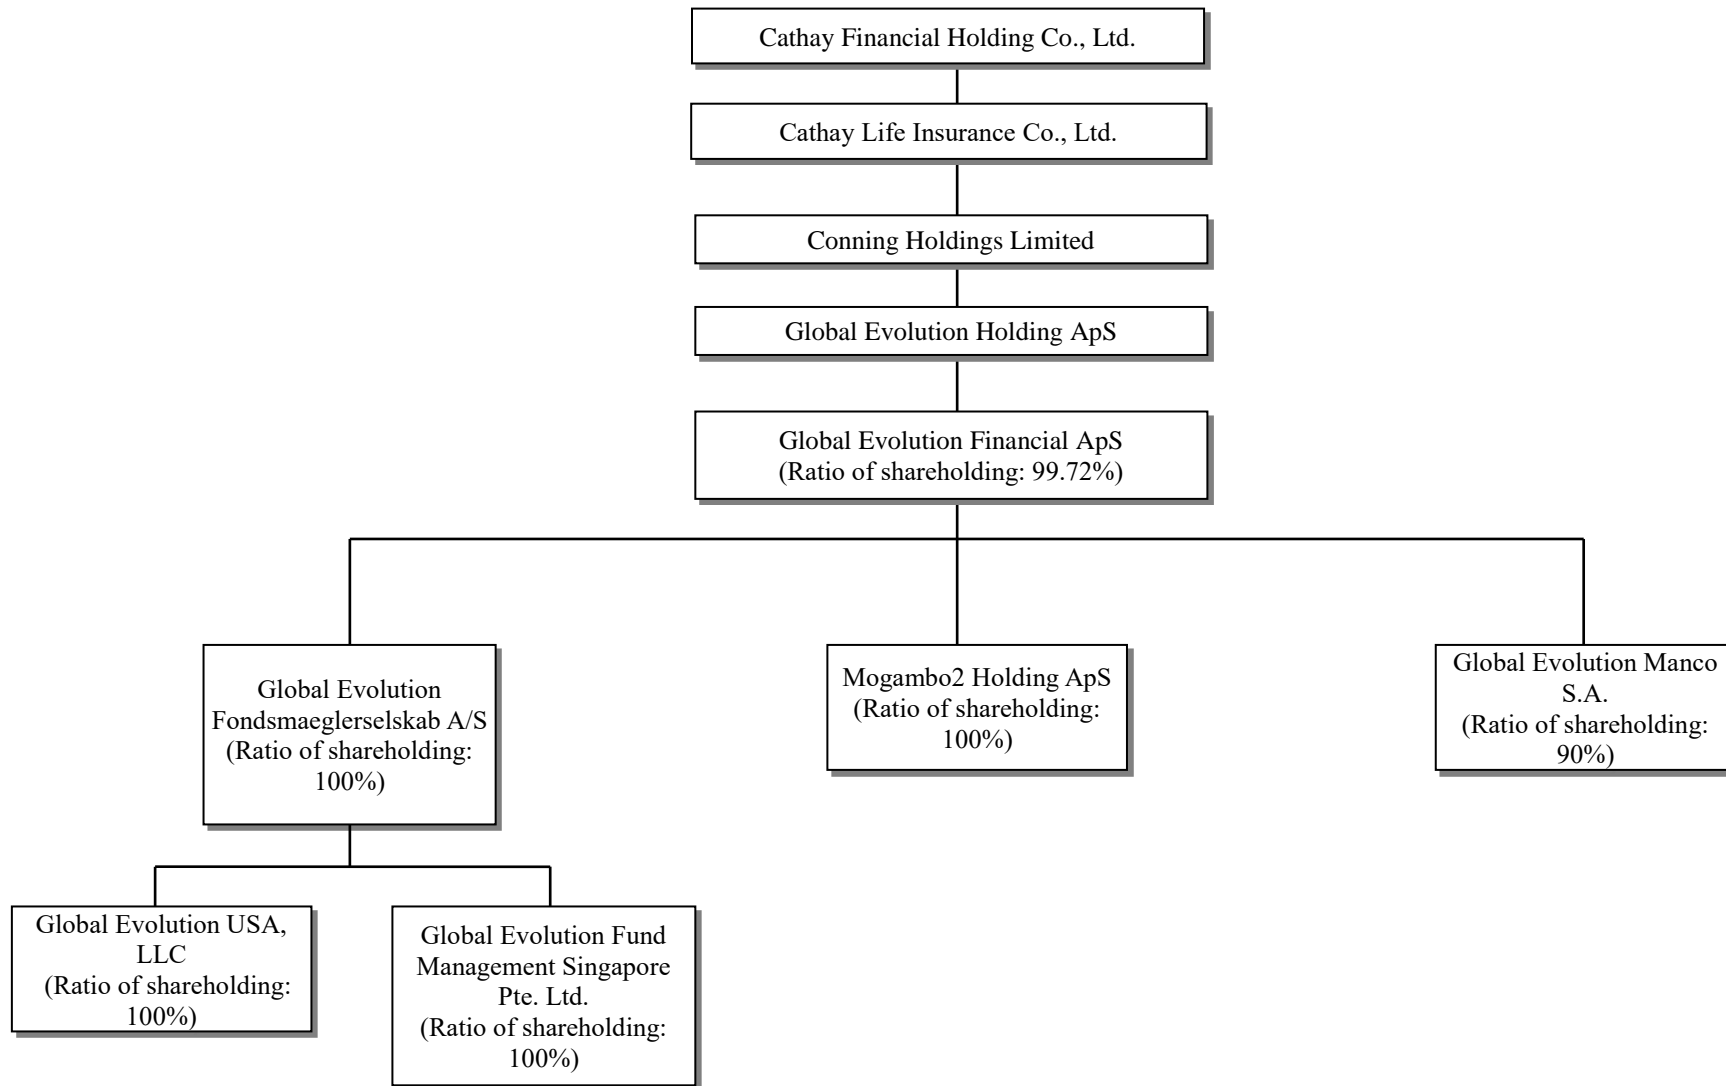 Cathay Financial Holding Co., Ltd.
Cathay Life Insurance Co., Ltd.
Conning Holdings Limited
Global Evolution Holding ApS
Global Evolution Financial ApS
(Ratio of shareholding: 99.72%)
Global Evolution
Fondsmaeglerselskab A/S
(Ratio of shareholding:
100%)
Mogambo2 Holding ApS
(Ratio of shareholding:
100%)
Global Evolution Manco
S.A.
(Ratio of shareholding:
90%)
Global Evolution USA,
LLC
(Ratio of shareholding:
100%)
Global Evolution Fund
Management Singapore
Pte. Ltd.
(Ratio of shareholding:
100%)